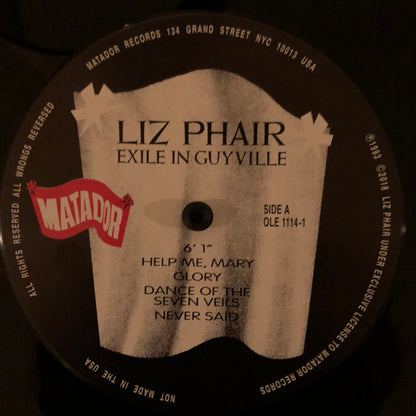 MATADOR RECORDS 134 GRAND STREET NYC 10013 USA
LIZ PHAIR
EXILE IN GUYVILLE
MATADOR
SIDE A
OLE 1114-1
6' 1"
HELP ME, MARY
GLORY
DANCE OF THE
SEVEN VEILS
NEVER SAID
ALL RIGHTS RESERVED ALL WRONGS REVERSED
℗1993 ©2018 LIZ PHAIR UNDER EXCLUSIVE LICENSE TO MATADOR RECORDS
NOT MADE IN THE USA